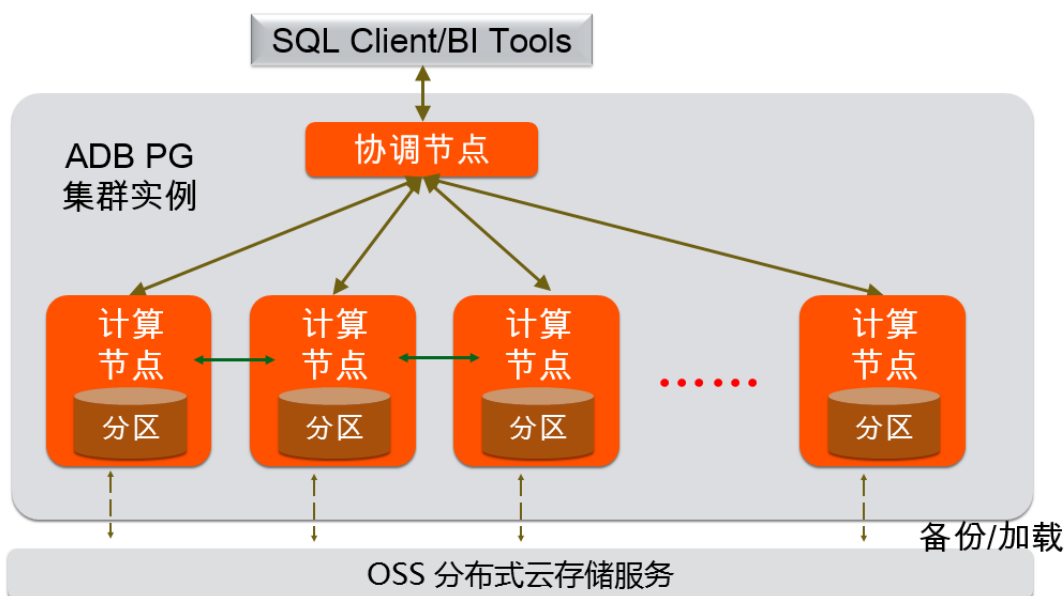 SQL Client/BI Tools
协调节点
ADB PG
集群实例
计算
节点
分区
计算
节点
分区
计算
节点
分区
......
计算
节点
分区
备份/加载
OSS 分布式云存储服务